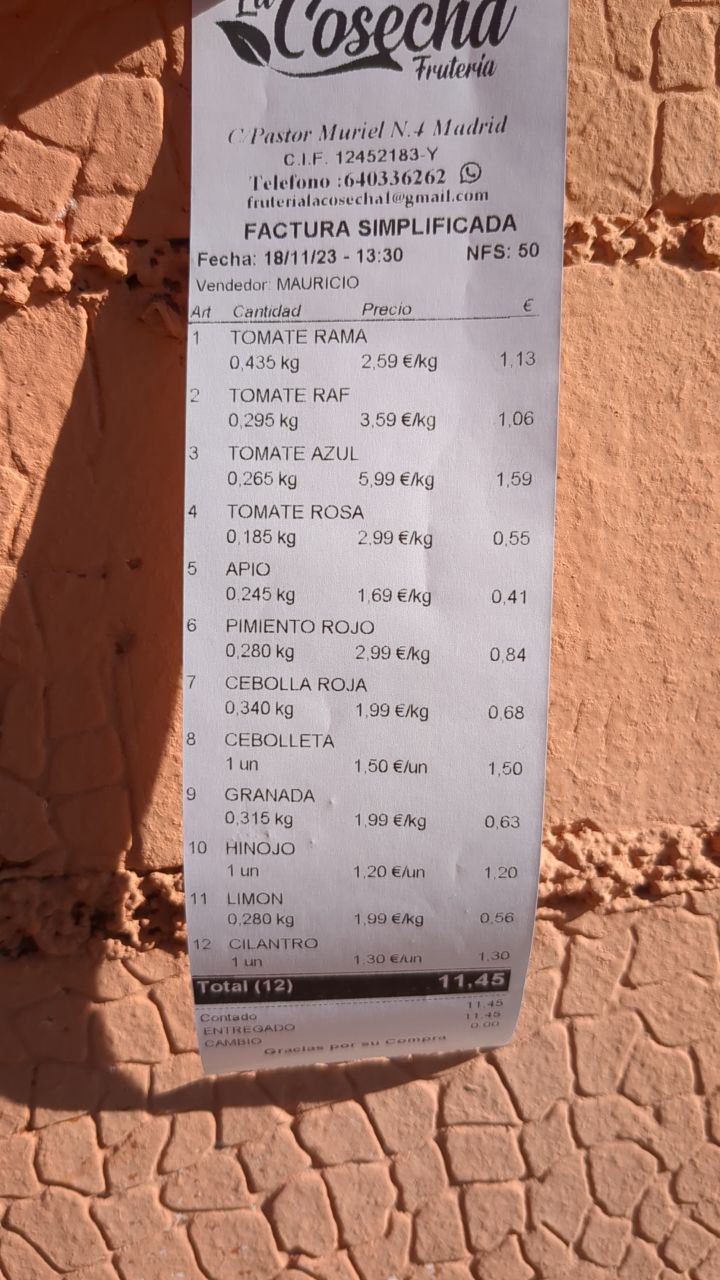 La
Cosecha
Fruteria
C/Pastor Muriel N.4 Madrid
C.I.F. 12452183-Y
Telefono :640336262
fruterialacosecha1@gmail.com
FACTURA SIMPLIFICADA
Fecha: 18/11/23 - 13:30 NFS: 50
Vendedor: MAURICIO
Art Cantidad Precio €
1 TOMATE RAMA
0,435 kg 2,59 €/kg 1,13
2 TOMATE RAF
0,295 kg 3,59 €/kg 1,06
3 TOMATE AZUL
0,265 kg 5,99 €/kg 1,59
4 TOMATE ROSA
0,185 kg 2,99 €/kg 0,55
5 APIO
0,245 kg 1,69 €/kg 0,41
6 PIMIENTO ROJO
0,280 kg 2,99 €/kg 0,84
7 CEBOLLA ROJA
0,340 kg 1,99 €/kg 0,68
8 CEBOLLETA
1 un 1,50 €/un 1,50
9 GRANADA
0,315 kg 1,99 €/kg 0,63
10 HINOJO
1 un 1,20 €/un 1,20
11 LIMON
0,280 kg 1,99 €/kg 0,56
12 CILANTRO
1 un 1,30 €/un 1,30
Total (12) 11,45
Contado 11,45
ENTREGADO 11,45
CAMBIO 0,00
Gracias por su Compra